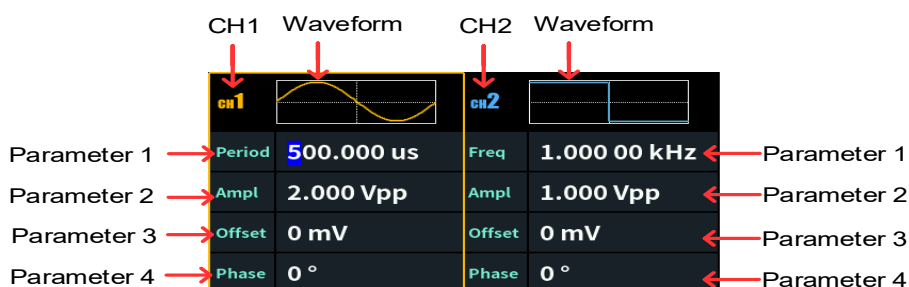 CH1 Waveform CH2 Waveform
CH1 CH2
Parameter 1 Period 500.000 us Freq 1.000 00 kHz Parameter 1
Parameter 2 Ampl 2.000 Vpp Ampl 1.000 Vpp Parameter 2
Parameter 3 Offset 0 mV Offset 0 mV Parameter 3
Parameter 4 Phase 0 ° Phase 0 ° Parameter 4